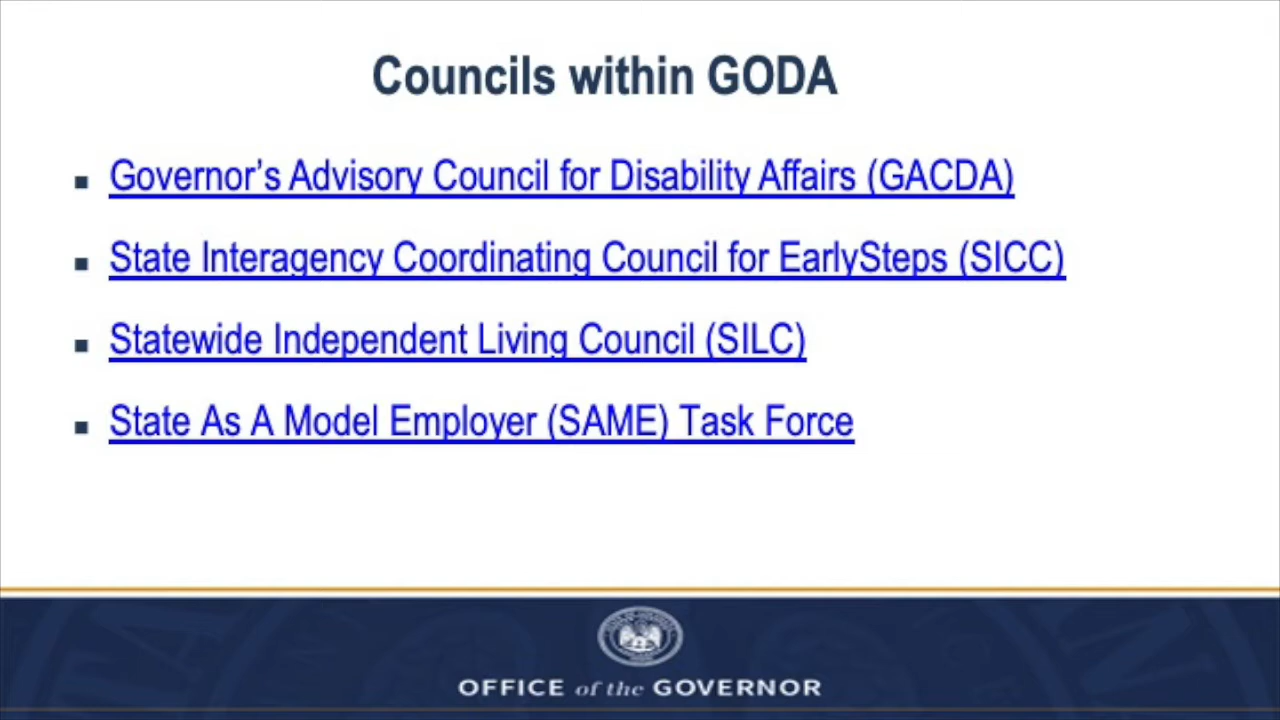 Councils within GODA
Governor’s Advisory Council for Disability Affairs (GACDA)
State Interagency Coordinating Council for EarlySteps (SICC)
Statewide Independent Living Council (SILC)
State As A Model Employer (SAME) Task Force
OFFICE of the GOVERNOR